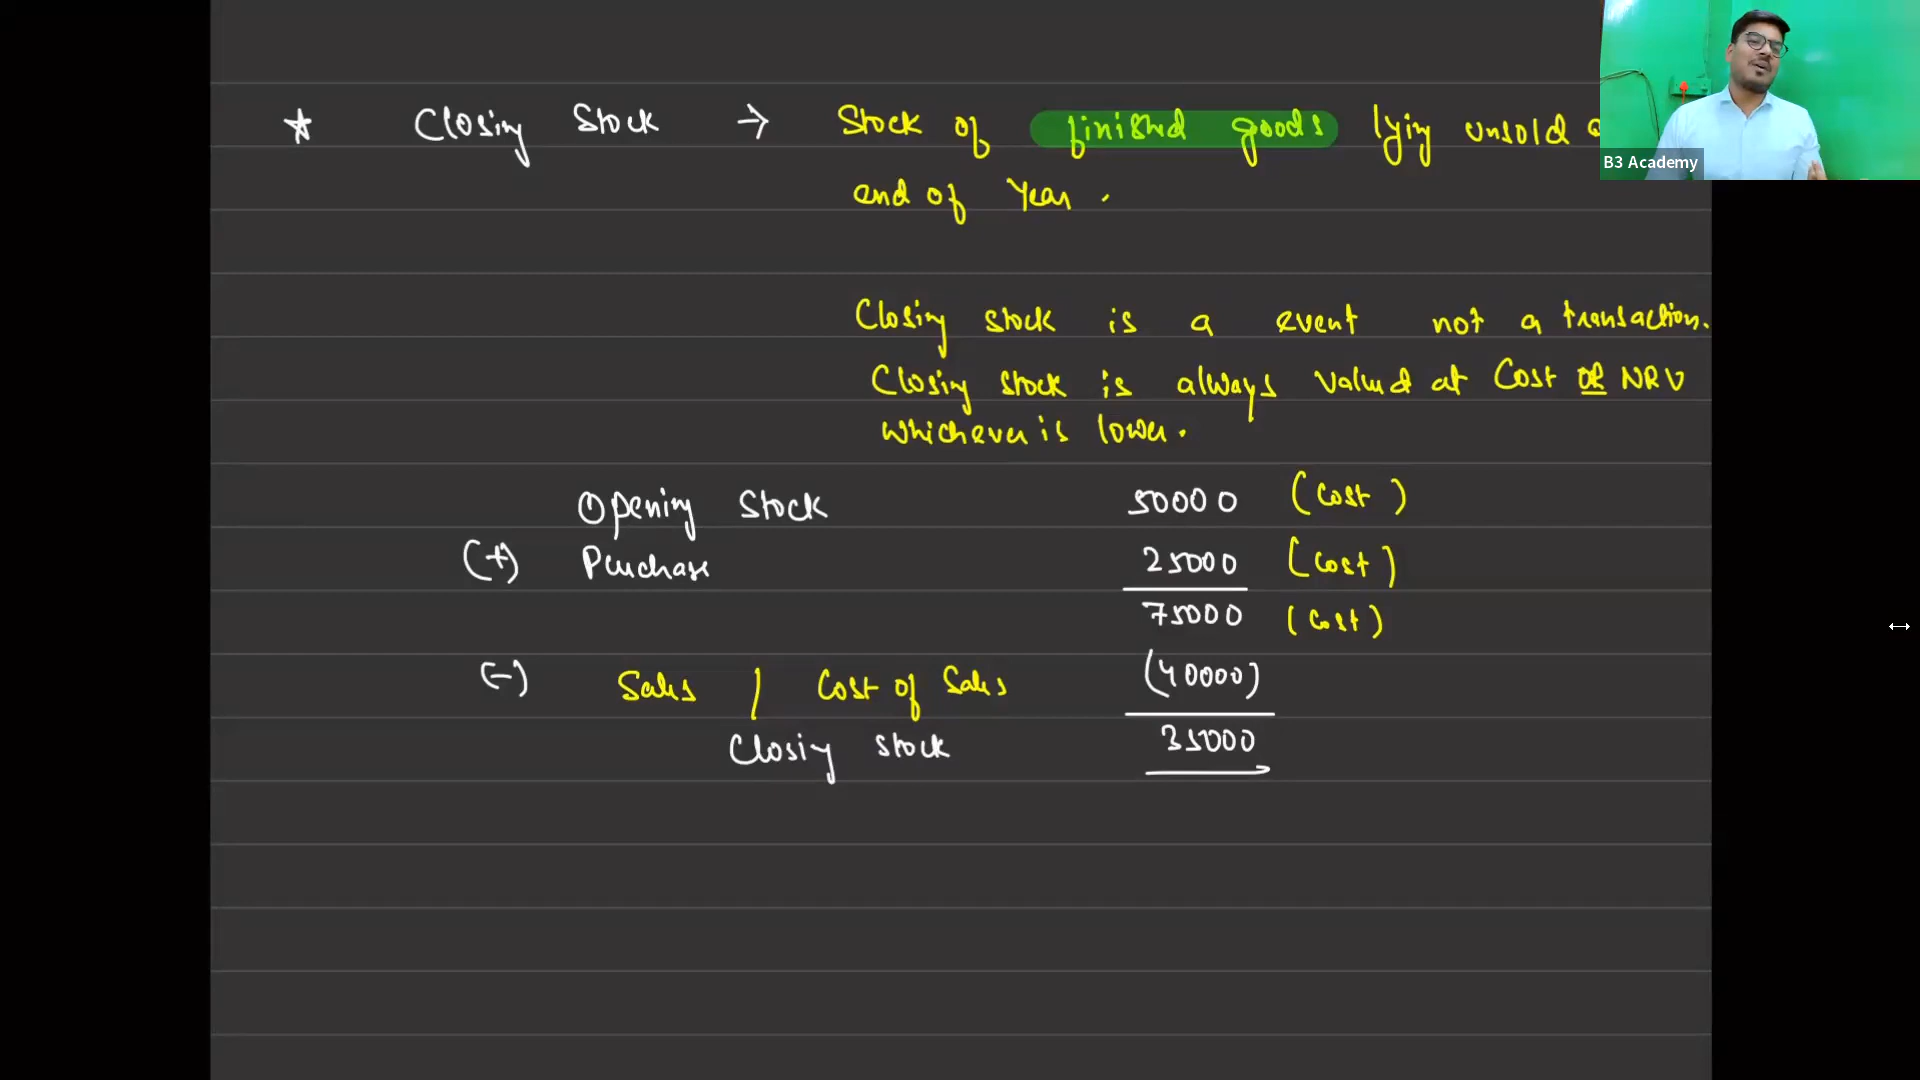 ★ Closing Stock → Stock of finished goods lying unsold
B3 Academy
end of Year.
Closing stock is a event not a transaction.
Closing stock is always valued at Cost OR NRV
whichever is lower.
Opening Stock 50000 (Cost)
(+) Purchase 25000 (Cost)
75000 (Cost)
(-) Sales / Cost of Sales (40000)
Closing stock 35000